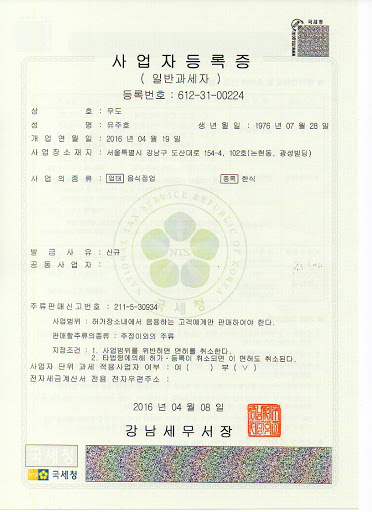 국세청
사업자등록증
( 일반과세자 )
등록번호 : 612-31-00224
상 호 : 우도
성 명 : 유주호 생 년 월 일 : 1976 년 07 월 28 일
개 업 연 월 일 : 2016 년 04 월 19 일
사 업 장 소 재 지 : 서울특별시 강남구 도산대로 154-4, 102호(논현동, 광성빌딩)
사 업 의 종 류 : 업태 음식점업 종목 한식
NATIONAL TAX SERVICE REPUBLIC OF KOREA
NTS
국세청
발 급 사 유 : 신규
공 동 사 업 자 :
주류판매신고번호 : 211-5-30934
사업범위 : 허가장소내에서 음용하는 고객에게만 판매하여야 한다.
판매할주류의종류 : 주정이외의 주류
지정조건 : 1. 사업범위를 위반하면 면허를 취소한다.
2. 타법령에의해 허가·등록이 취소되면 이 면허도 취소된다.
사업자 단위 과세 적용사업자 여부 : 여 ( ) 부 ( ∨ )
전자세금계산서 전용 전자우편주소 :
2016 년 04 월 08 일
강남세무서장
국세청
국세청